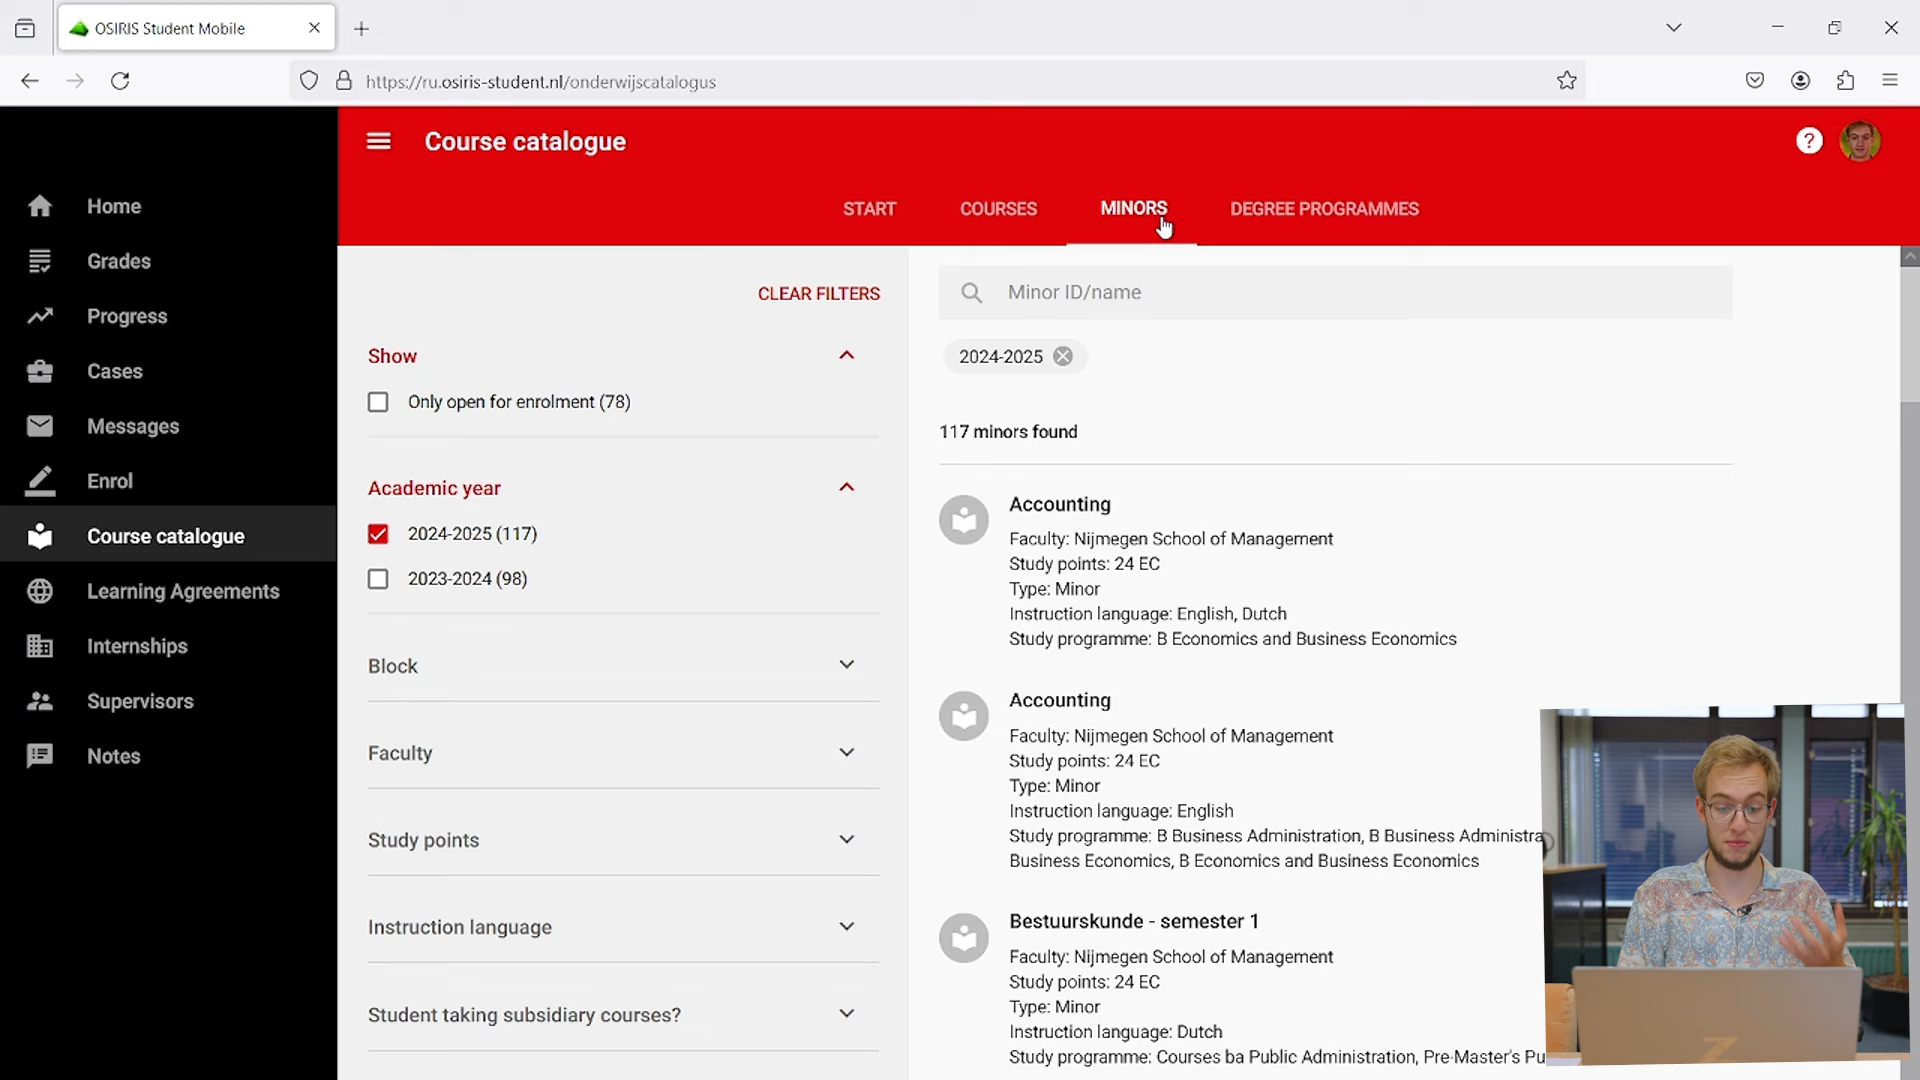 OSIRIS Student Mobile
https://ru.osiris-student.nl/onderwijscatalogus
Course catalogue
?
START
COURSES
MINORS
DEGREE PROGRAMMES
Home
Grades
Progress
Cases
Messages
Enrol
Course catalogue
Learning Agreements
Internships
Supervisors
Notes
CLEAR FILTERS
Show
Only open for enrolment (78)
Academic year
2024-2025 (117)
2023-2024 (98)
Block
Faculty
Study points
Instruction language
Student taking subsidiary courses?
Minor ID/name
2024-2025
117 minors found
Accounting
Faculty: Nijmegen School of Management
Study points: 24 EC
Type: Minor
Instruction language: English, Dutch
Study programme: B Economics and Business Economics
Accounting
Faculty: Nijmegen School of Management
Study points: 24 EC
Type: Minor
Instruction language: English
Study programme: B Business Administration, B Business Administra
Business Economics, B Economics and Business Economics
Bestuurskunde - semester 1
Faculty: Nijmegen School of Management
Study points: 24 EC
Type: Minor
Instruction language: Dutch
Study programme: Courses ba Public Administration, Pre-Master's Pu